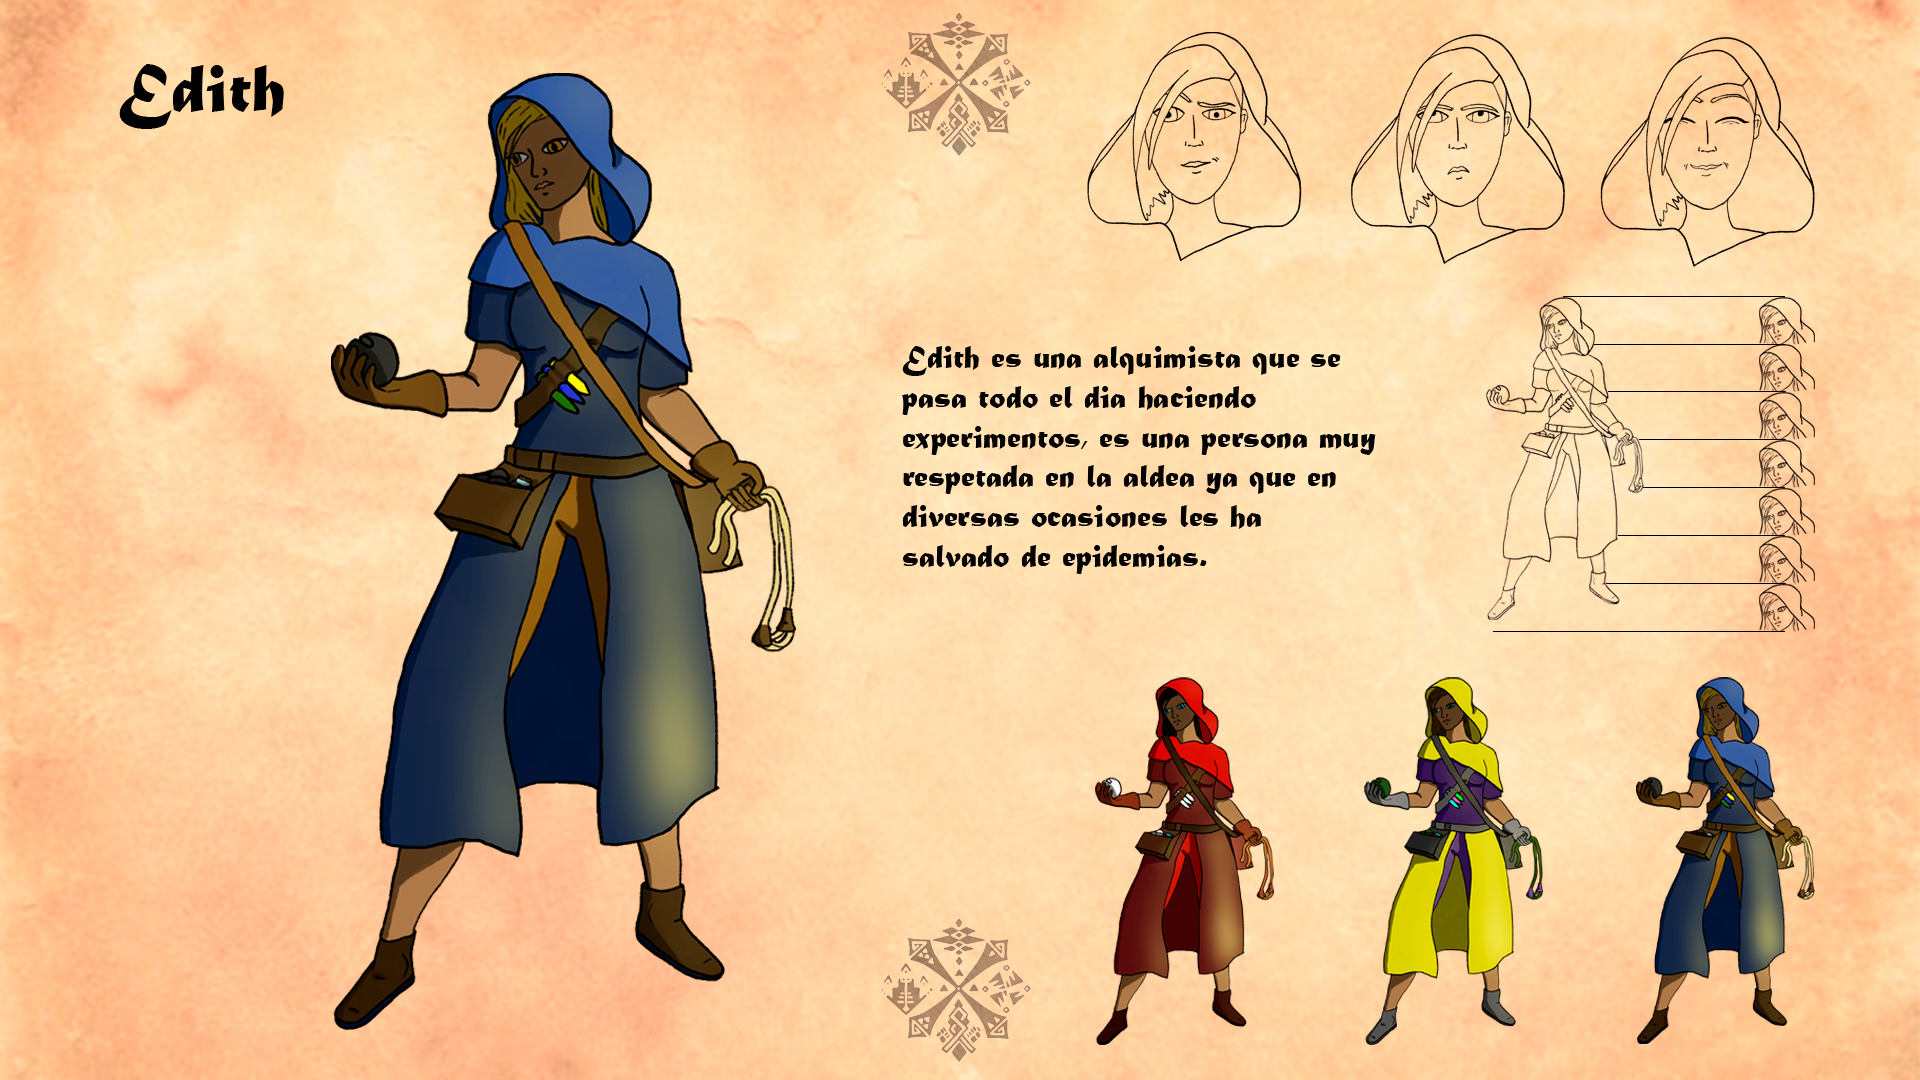 Edith
Edith es una alquimista que se
pasa todo el dia haciendo
experimentos, es una persona muy
respetada en la aldea ya que en
diversas ocasiones les ha
salvado de epidemias.